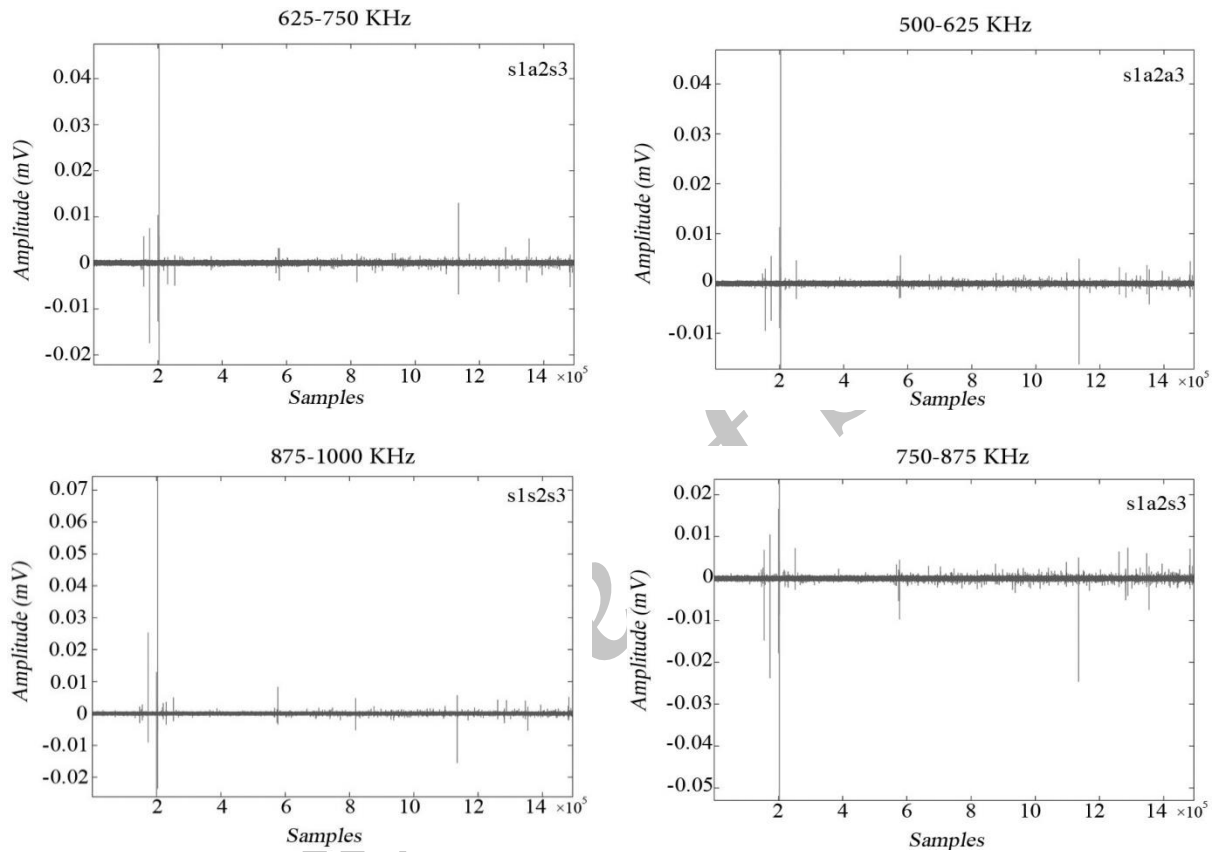 625-750 KHz
s1a2s3
Amplitude (mV)
0.04
0.03
0.02
0.01
0
-0.01
-0.02
2 4 6 8 10 12 14 ×10⁵
Samples
500-625 KHz
s1a2a3
Amplitude (mV)
0.04
0.03
0.02
0.01
0
-0.01
2 4 6 8 10 12 14 ×10⁵
Samples
875-1000 KHz
s1s2s3
Amplitude (mV)
0.07
0.06
0.05
0.04
0.03
0.02
0.01
0
-0.01
-0.02
2 4 6 8 10 12 14 ×10⁵
Samples
750-875 KHz
s1a2s3
Amplitude (mV)
0.02
0.01
0
-0.01
-0.02
-0.03
-0.04
-0.05
2 4 6 8 10 12 14 ×10⁵
Samples